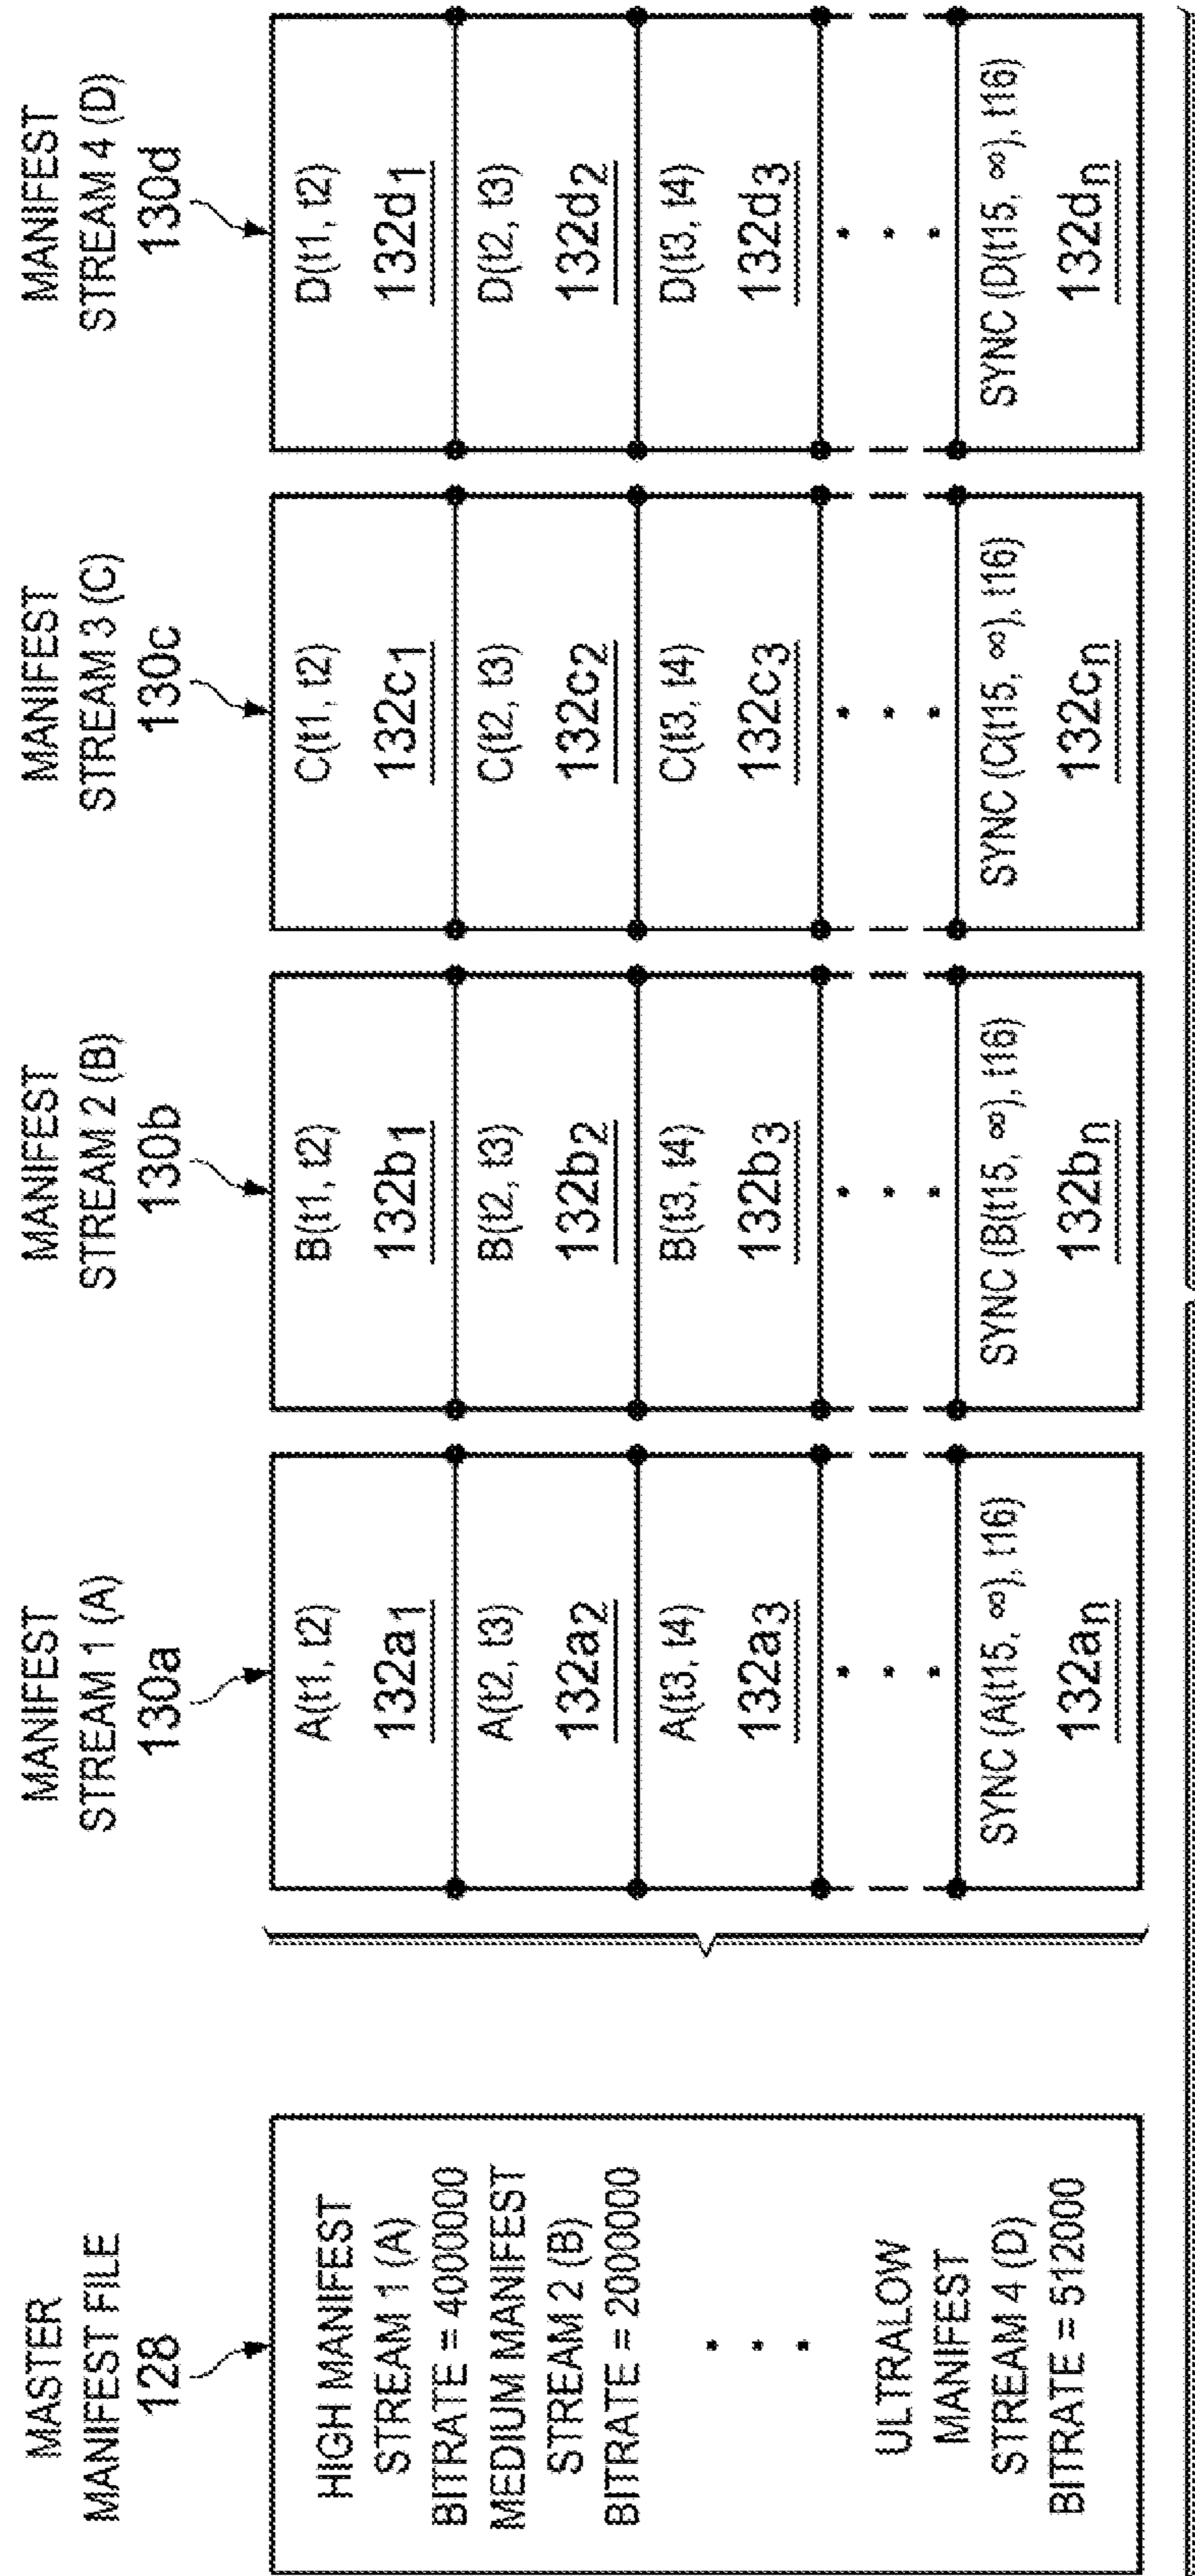 MASTER
MANIFEST FILE
128
HIGH MANIFEST
STREAM 1 (A)
BITRATE = 4000000
MEDIUM MANIFEST
STREAM 2 (B)
BITRATE = 2000000
ULTRALOW
MANIFEST
STREAM 4 (D)
BITRATE = 512000
MANIFEST
STREAM 1 (A)
130a
A(t1, t2)
132a1
A(t2, t3)
132a2
A(t3, t4)
132a3
SYNC (A(t15, ∞), t16)
132an
MANIFEST
STREAM 2 (B)
130b
B(t1, t2)
132b1
B(t2, t3)
132b2
B(t3, t4)
132b3
SYNC (B(t15, ∞), t16)
132bn
MANIFEST
STREAM 3 (C)
130c
C(t1, t2)
132c1
C(t2, t3)
132c2
C(t3, t4)
132c3
SYNC (C(t15, ∞), t16)
132cn
MANIFEST
STREAM 4 (D)
130d
D(t1, t2)
132d1
D(t2, t3)
132d2
D(t3, t4)
132d3
SYNC (D(t15, ∞), t16)
132dn